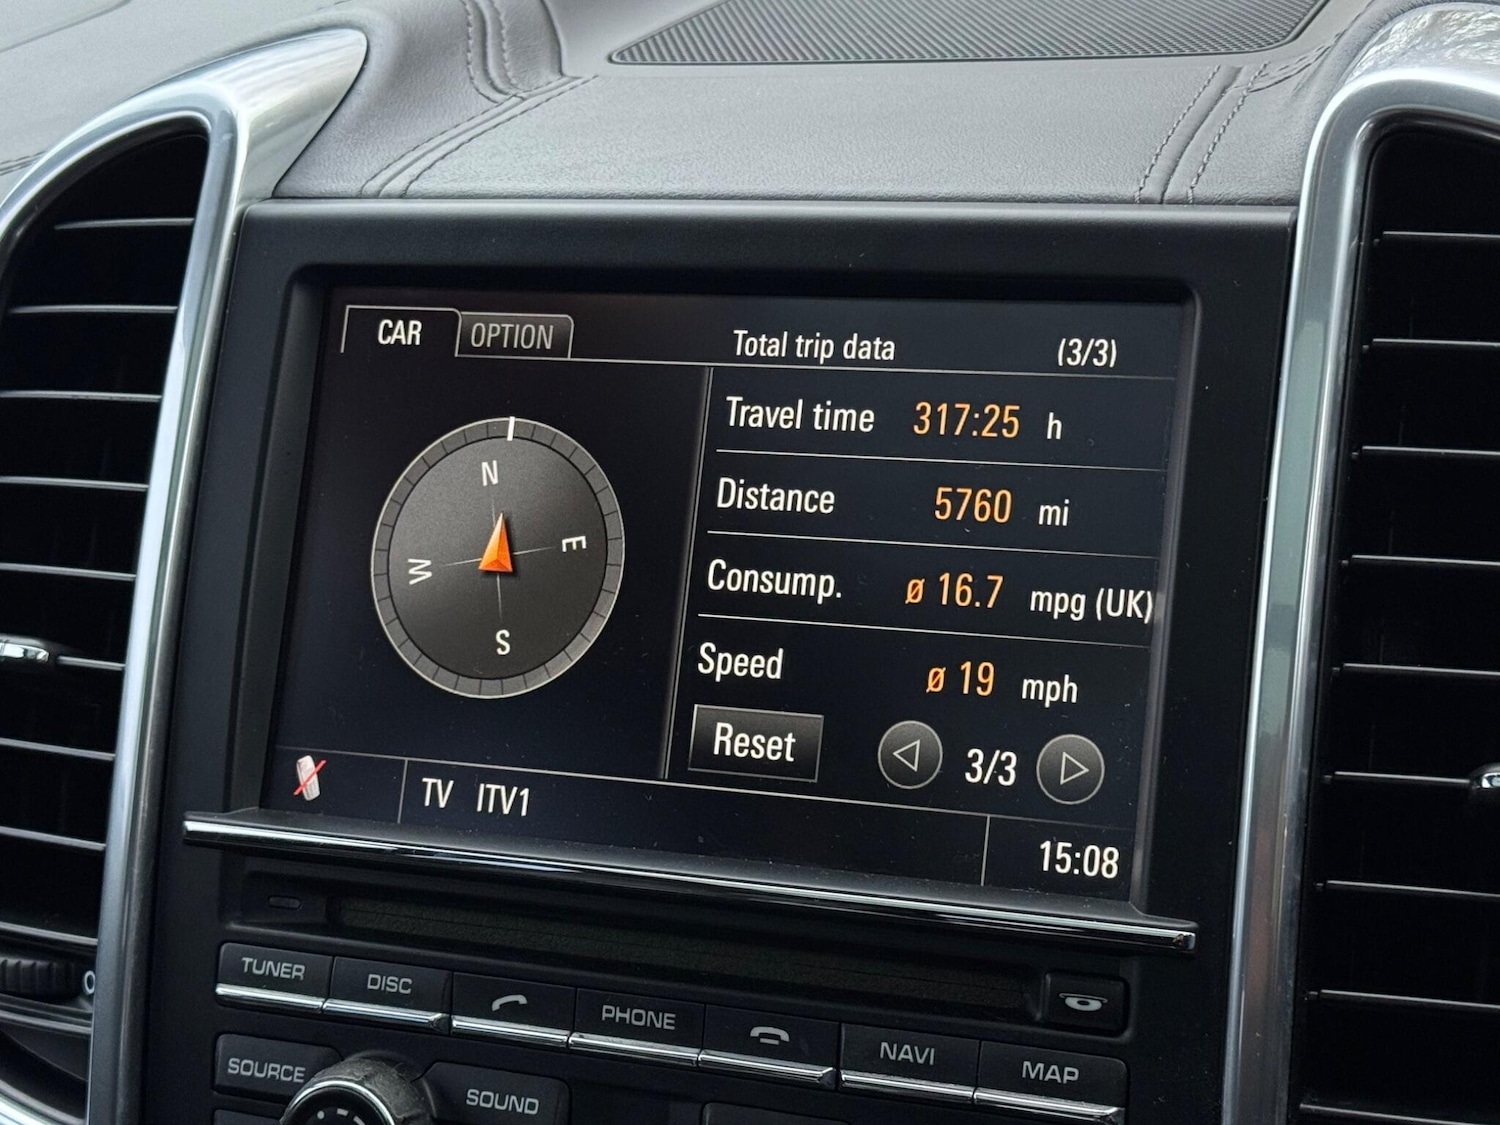 CAR OPTION Total trip data (3/3)
Travel time 317:25 h
Distance 5760 mi
Consump. ø 16.7 mpg (UK)
Speed ø 19 mph
Reset 3/3
N
E
W
S
TV ITV1
15:08
TUNER DISC PHONE NAVI MAP
SOURCE SOUND
0